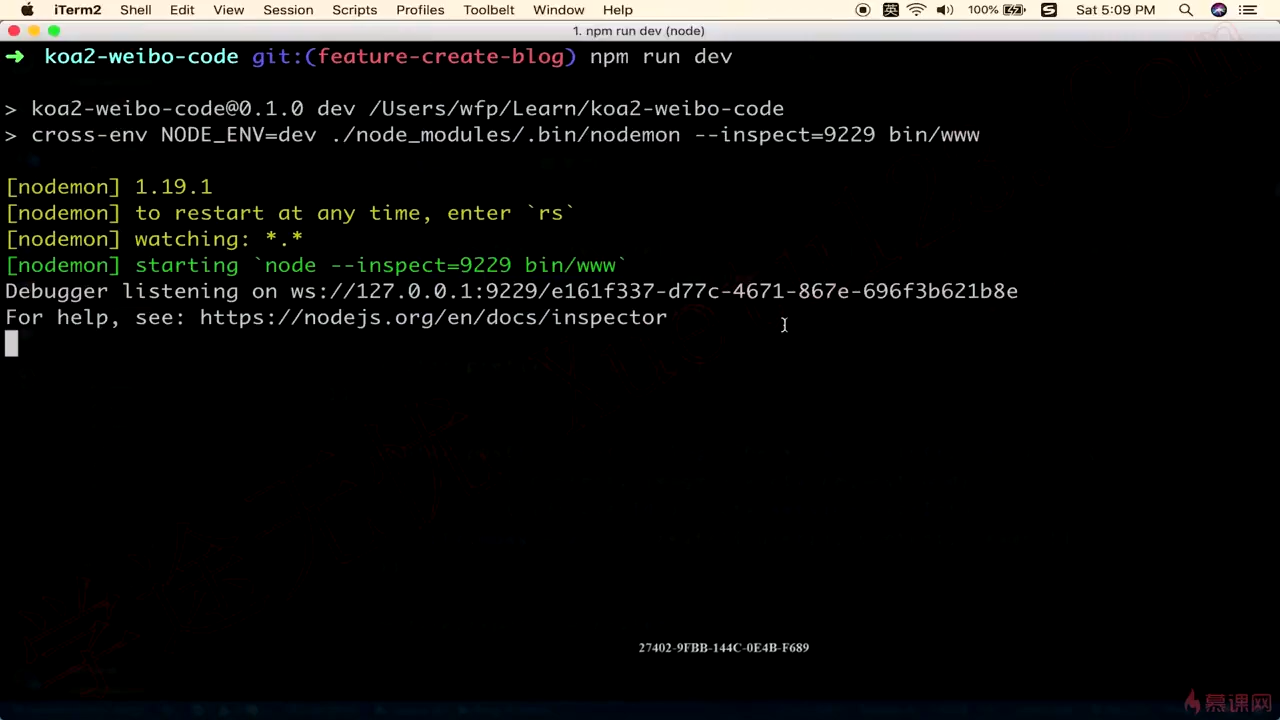 iTerm2 Shell Edit View Session Scripts Profiles Toolbelt Window Help 英 100% Sat 5:09 PM
1. npm run dev (node)
➜ koa2-weibo-code git:(feature-create-blog) npm run dev
> koa2-weibo-code@0.1.0 dev /Users/wfp/Learn/koa2-weibo-code
> cross-env NODE_ENV=dev ./node_modules/.bin/nodemon --inspect=9229 bin/www
[nodemon] 1.19.1
[nodemon] to restart at any time, enter `rs`
[nodemon] watching: *.*
[nodemon] starting `node --inspect=9229 bin/www`
Debugger listening on ws://127.0.0.1:9229/e161f337-d77c-4671-867e-696f3b621b8e
For help, see: https://nodejs.org/en/docs/inspector
27402-9FBB-144C-0E4B-F689
慕课网